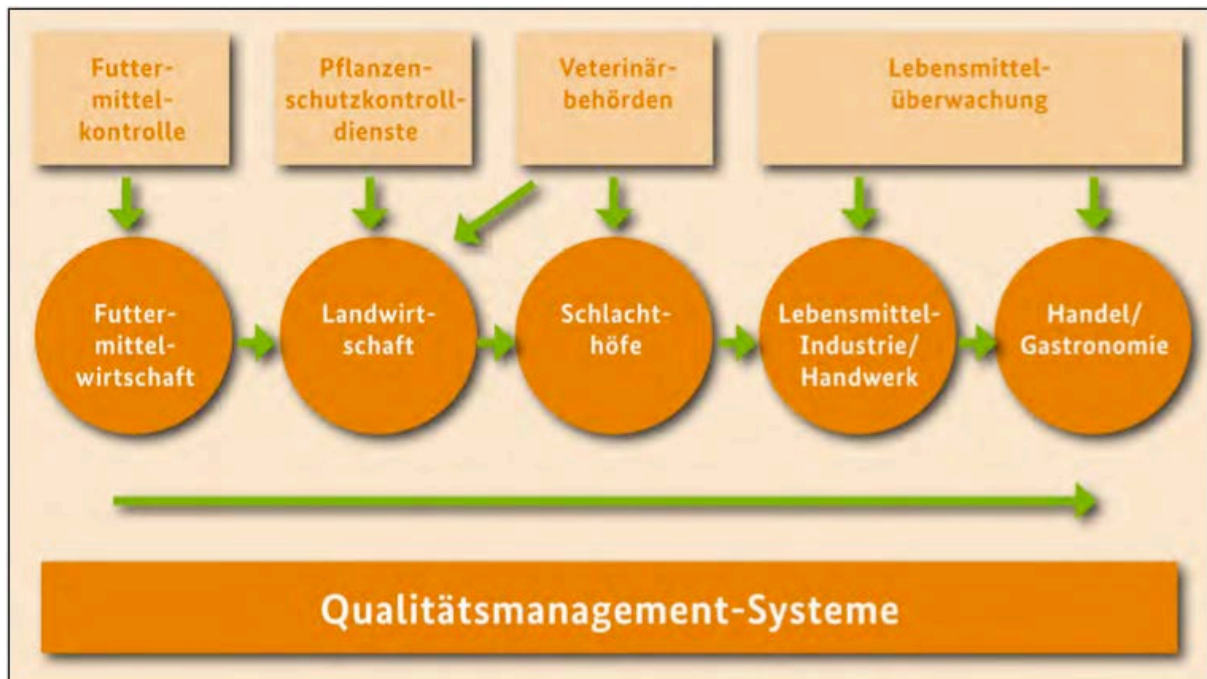 Futter-
mittel-
kontrolle
Pflanzen-
schutzkontroll-
dienste
Veterinär-
behörden
Lebensmittel-
überwachung
Futter-
mittel-
wirtschaft
Landwirt-
schaft
Schlacht-
höfe
Lebensmittel-
Industrie/
Handwerk
Handel/
Gastronomie
Qualitätsmanagement-Systeme